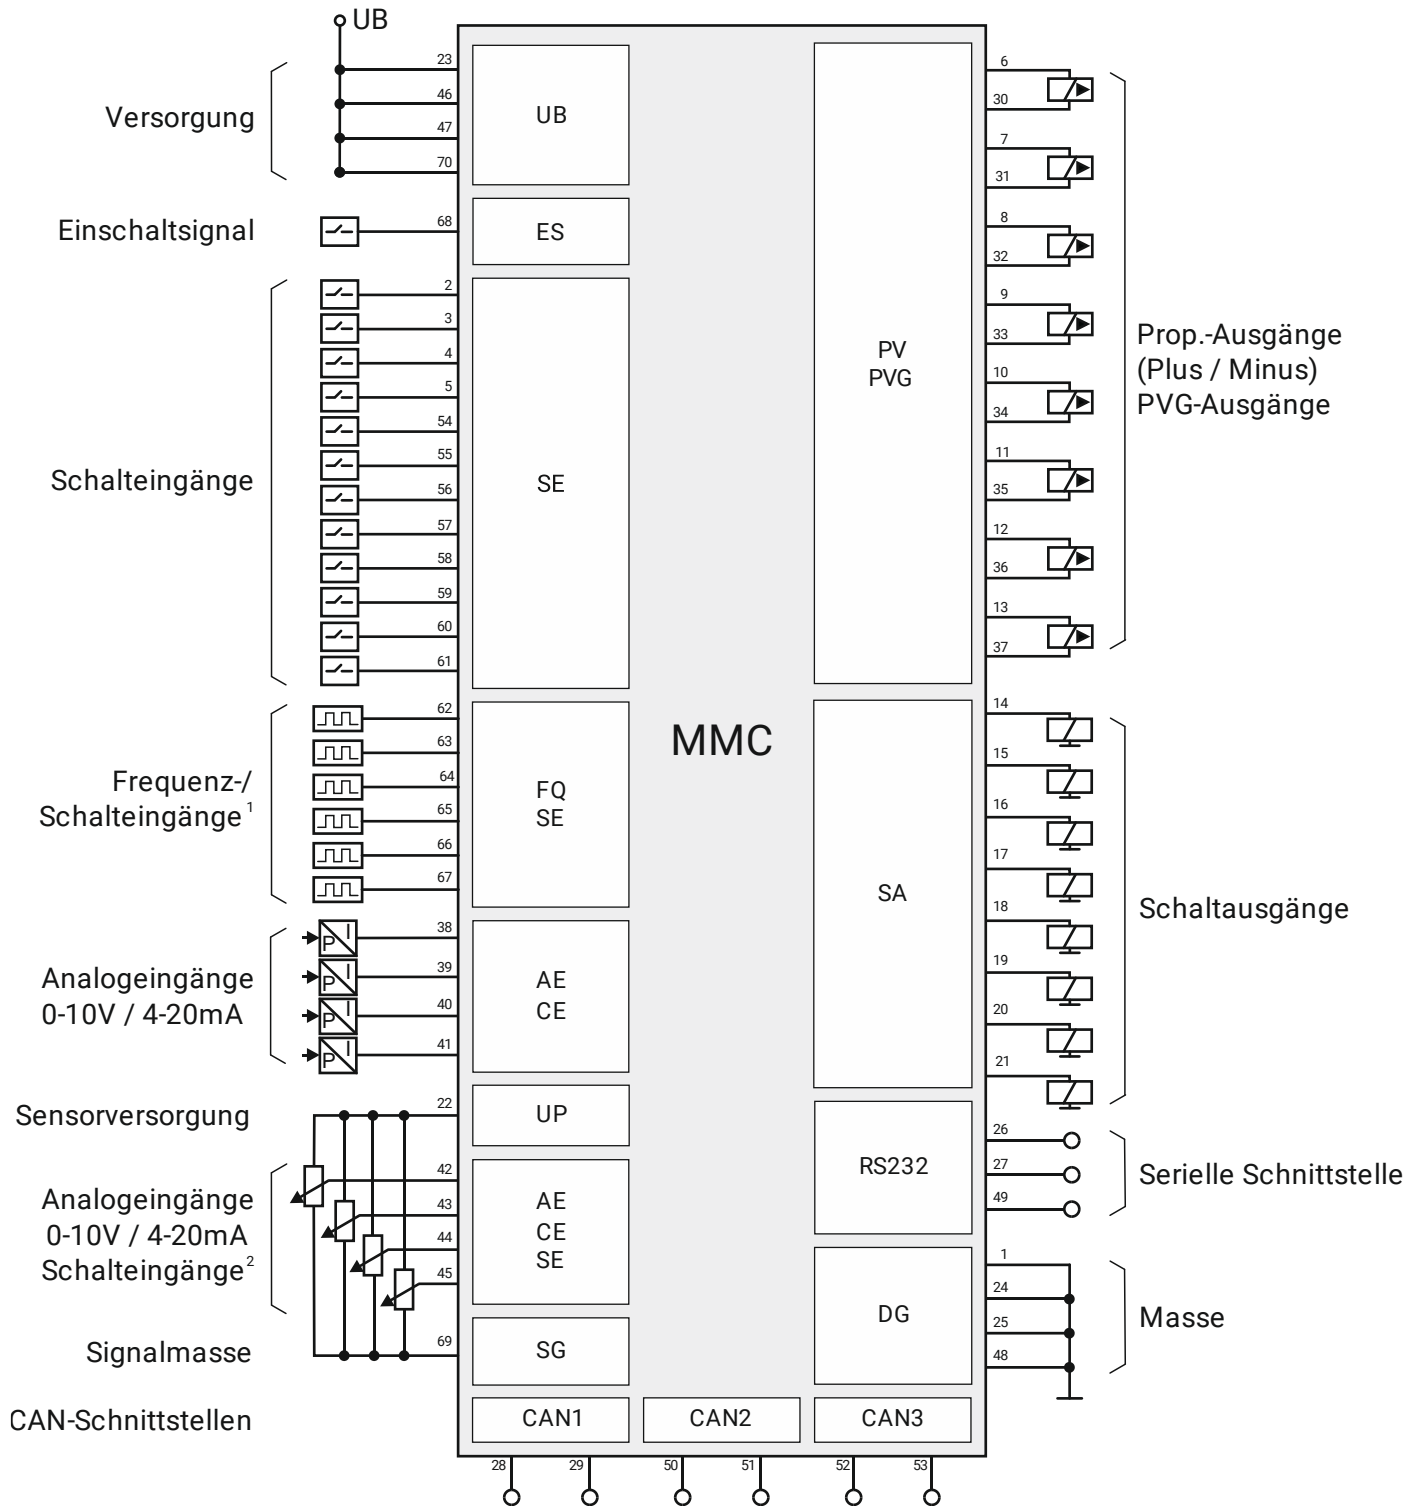 UB
Versorgung
23
46
47
70
UB
Einschaltsignal
68
ES
Schalteingänge
2
3
4
5
54
55
56
57
58
59
60
61
SE
Frequenz-/
Schalteingänge 1
62
63
64
65
66
67
FQ
SE
Analogeingänge
0-10V / 4-20mA
P I
P I
P I
P I
38
39
40
41
AE
CE
Sensorversorgung
22
UP
Analogeingänge
0-10V / 4-20mA
Schalteingänge 2
42
43
44
45
AE
CE
SE
Signalmasse
69
SG
CAN-Schnittstellen
CAN1
CAN2
CAN3
28
29
50
51
52
53
MMC
PV
PVG
6
30
7
31
8
32
9
33
10
34
11
35
12
36
13
37
Prop.-Ausgänge
(Plus / Minus)
PVG-Ausgänge
SA
14
15
16
17
18
19
20
21
Schaltausgänge
RS232
26
27
49
Serielle Schnittstelle
DG
1
24
25
48
Masse